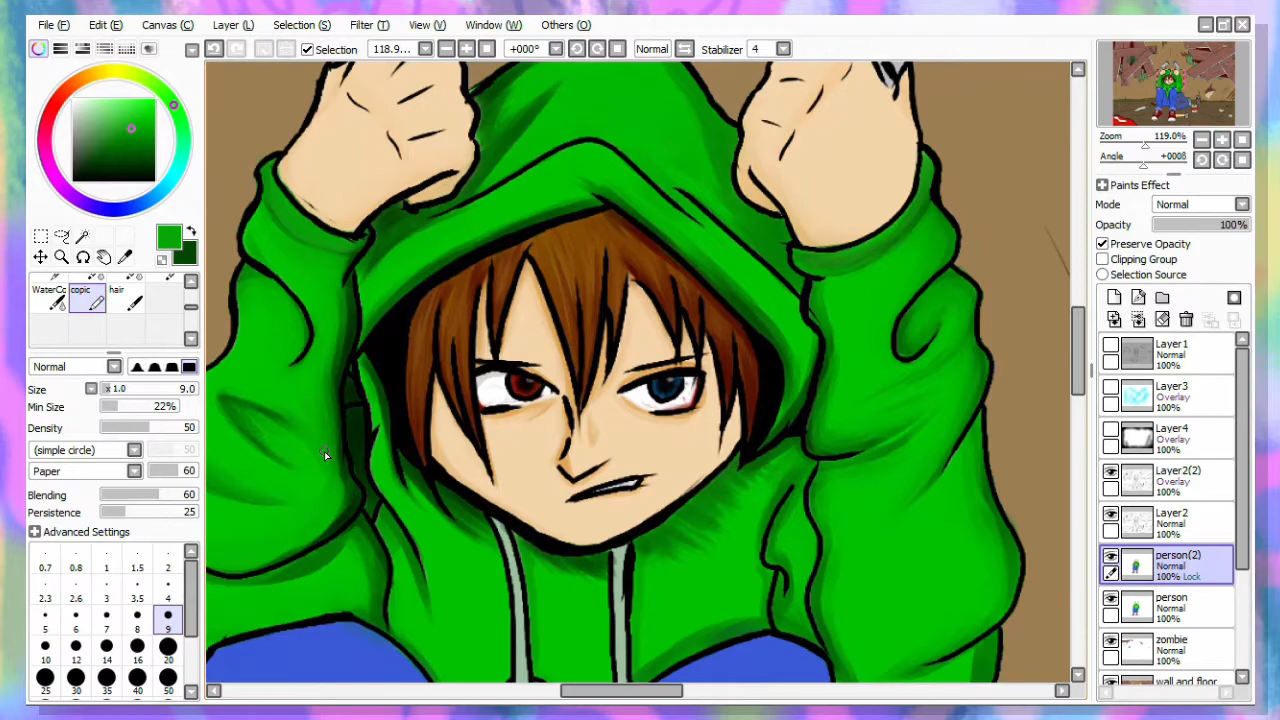 File (F) Edit (E) Canvas (C) Layer (L) Selection (S) Filter (T) View (V) Window (W) Others (O)
Selection 118.9... +000° Normal Stabilizer 4
Zoom 119.0%
Angle +000B
Paints Effect
Mode Normal
Opacity 100%
Preserve Opacity
Clipping Group
Selection Source
WaterCo copic hair
Normal
Size x 1.0 9.0
Min Size 22%
Density 50
(simple circle) 50
Paper 60
Blending 60
Persistence 25
Advanced Settings
0.7 0.8 1 1.5 2
2.3 2.6 3 3.5 4
5 6 7 8 9
10 12 14 16 20
25 30 35 40 50
Layer1
Normal
100%
Layer3
Overlay
100%
Layer4
Overlay
100%
Layer2(2)
Overlay
100%
Layer2
Normal
100%
person(2)
Normal
100% Lock
person
Normal
100%
zombie
Normal
100%
wall and floor